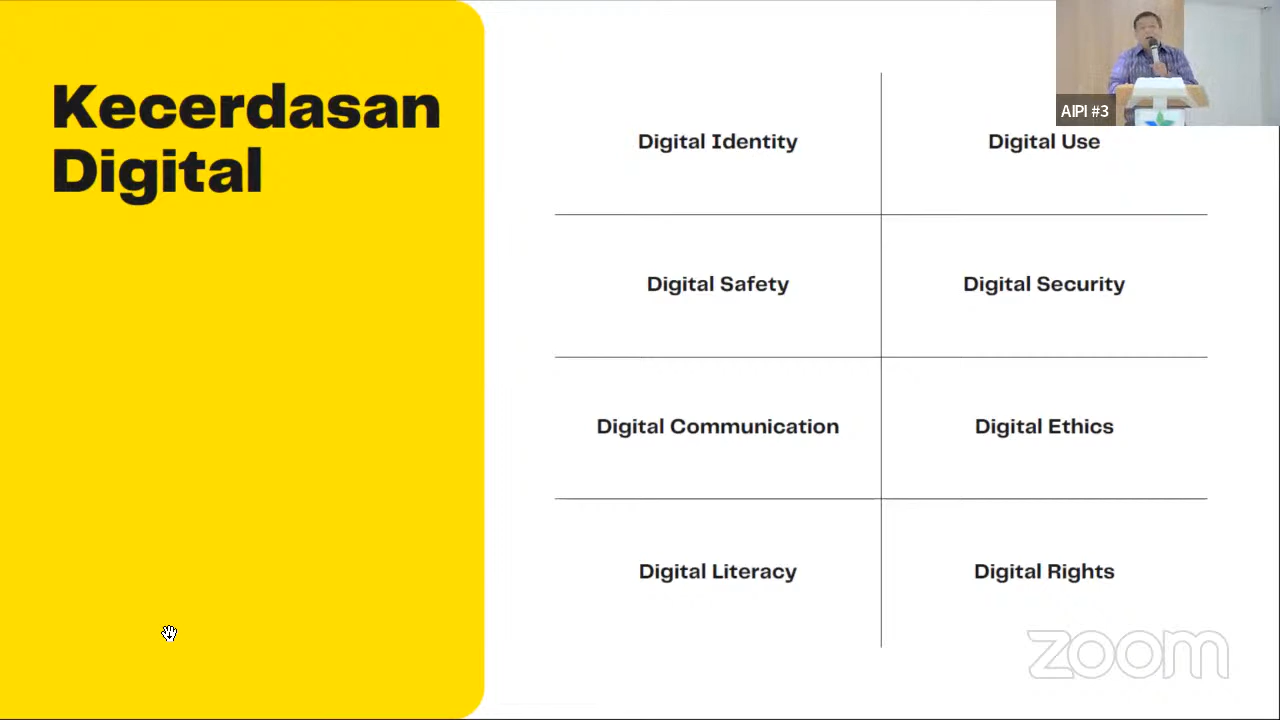 Kecerdasan
Digital
AIPI #3
Digital Identity
Digital Use
Digital Safety
Digital Security
Digital Communication
Digital Ethics
Digital Literacy
Digital Rights
zoom